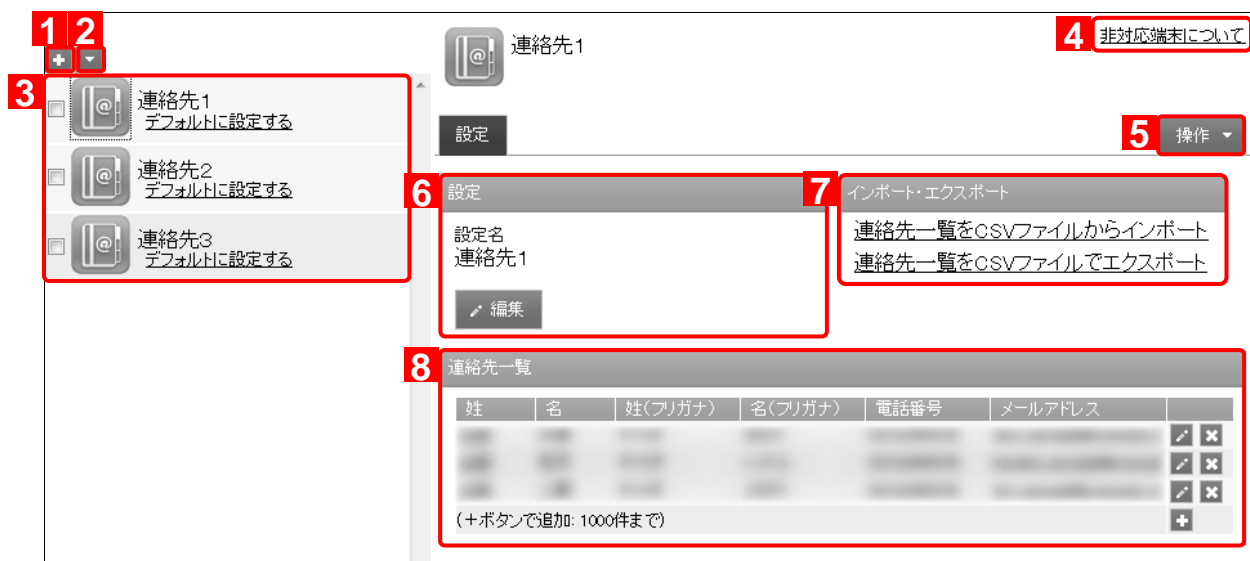 1
2
3
連絡先1
デフォルトに設定する
連絡先2
デフォルトに設定する
連絡先3
デフォルトに設定する
連絡先1
4
非対応端末について
設定
5
操作
6
設定
設定名
連絡先1
編集
7
インポート・エクスポート
連絡先一覧をCSVファイルからインポート
連絡先一覧をCSVファイルでエクスポート
8
連絡先一覧
姓 名 姓(フリガナ) 名(フリガナ) 電話番号 メールアドレス
(+ボタンで追加: 1000件まで)